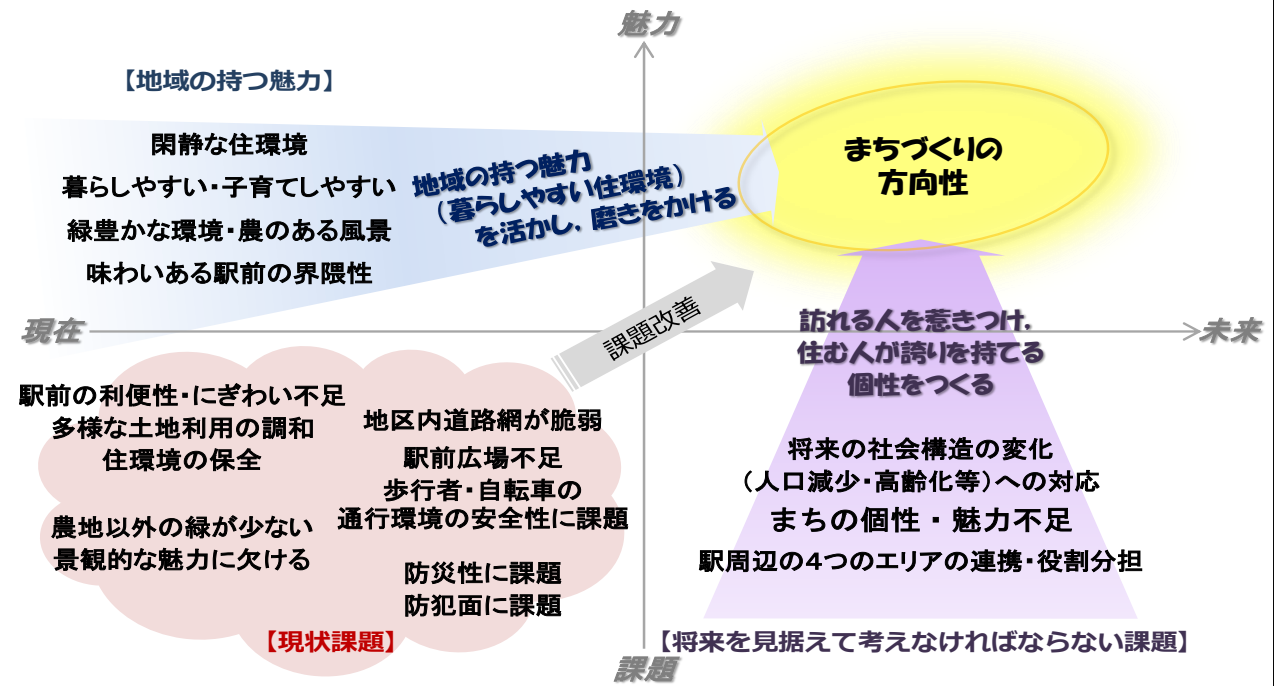 魅力
【地域の持つ魅力】
閑静な住環境
暮らしやすい・子育てしやすい
緑豊かな環境・農のある風景
味わいある駅前の界隈性
地域の持つ魅力
（暮らしやすい住環境）
を活かし，磨きをかける
まちづくりの
方向性
現在
未来
課題改善
訪れる人を惹きつけ，
住む人が誇りを持てる
個性をつくる
駅前の利便性・にぎわい不足
多様な土地利用の調和
住環境の保全
農地以外の緑が少ない
景観的な魅力に欠ける
地区内道路網が脆弱
駅前広場不足
歩行者・自転車の
通行環境の安全性に課題
防災性に課題
防犯面に課題
【現状課題】
将来の社会構造の変化
（人口減少・高齢化等）への対応
まちの個性・魅力不足
駅周辺の４つのエリアの連携・役割分担
【将来を見据えて考えなければならない課題】
課題